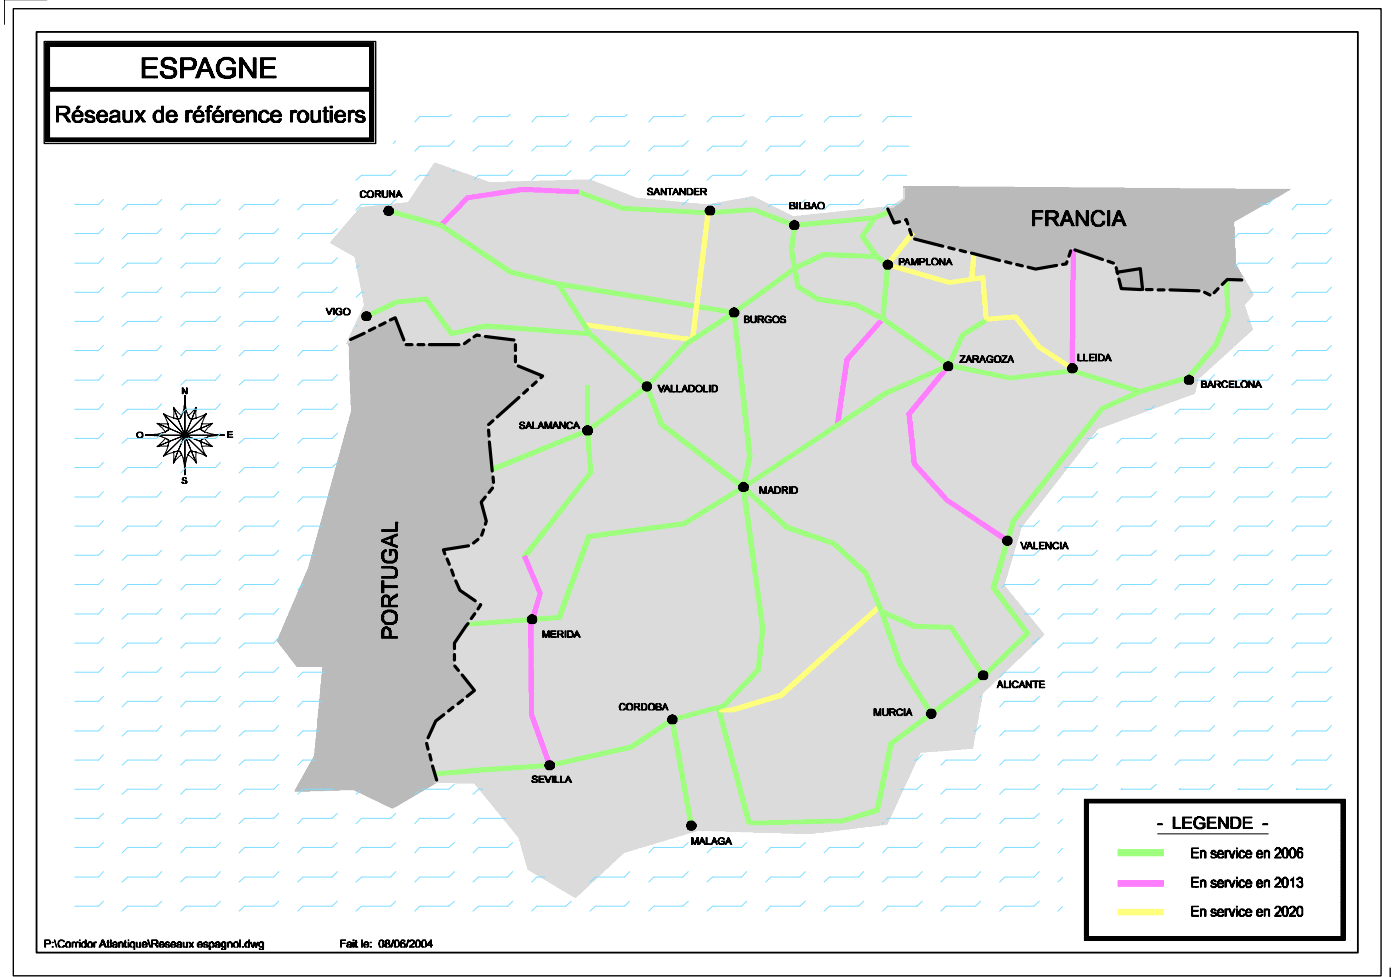 ESPAGNE
Réseaux de référence routiers
CORUNA
SANTANDER
BILBAO
FRANCIA
PAMPLONA
VIGO
BURGOS
ZARAGOZA
LLEIDA
BARCELONA
VALLADOLID
SALAMANCA
N
O
E
S
MADRID
PORTUGAL
VALENCIA
MERIDA
ALICANTE
CORDOBA
MURCIA
SEVILLA
MALAGA
- LEGENDE -
En service en 2006
En service en 2013
En service en 2020
P:\Corridor Atlantique\Reseaux espagnol.dwg
Fait le: 08/06/2004